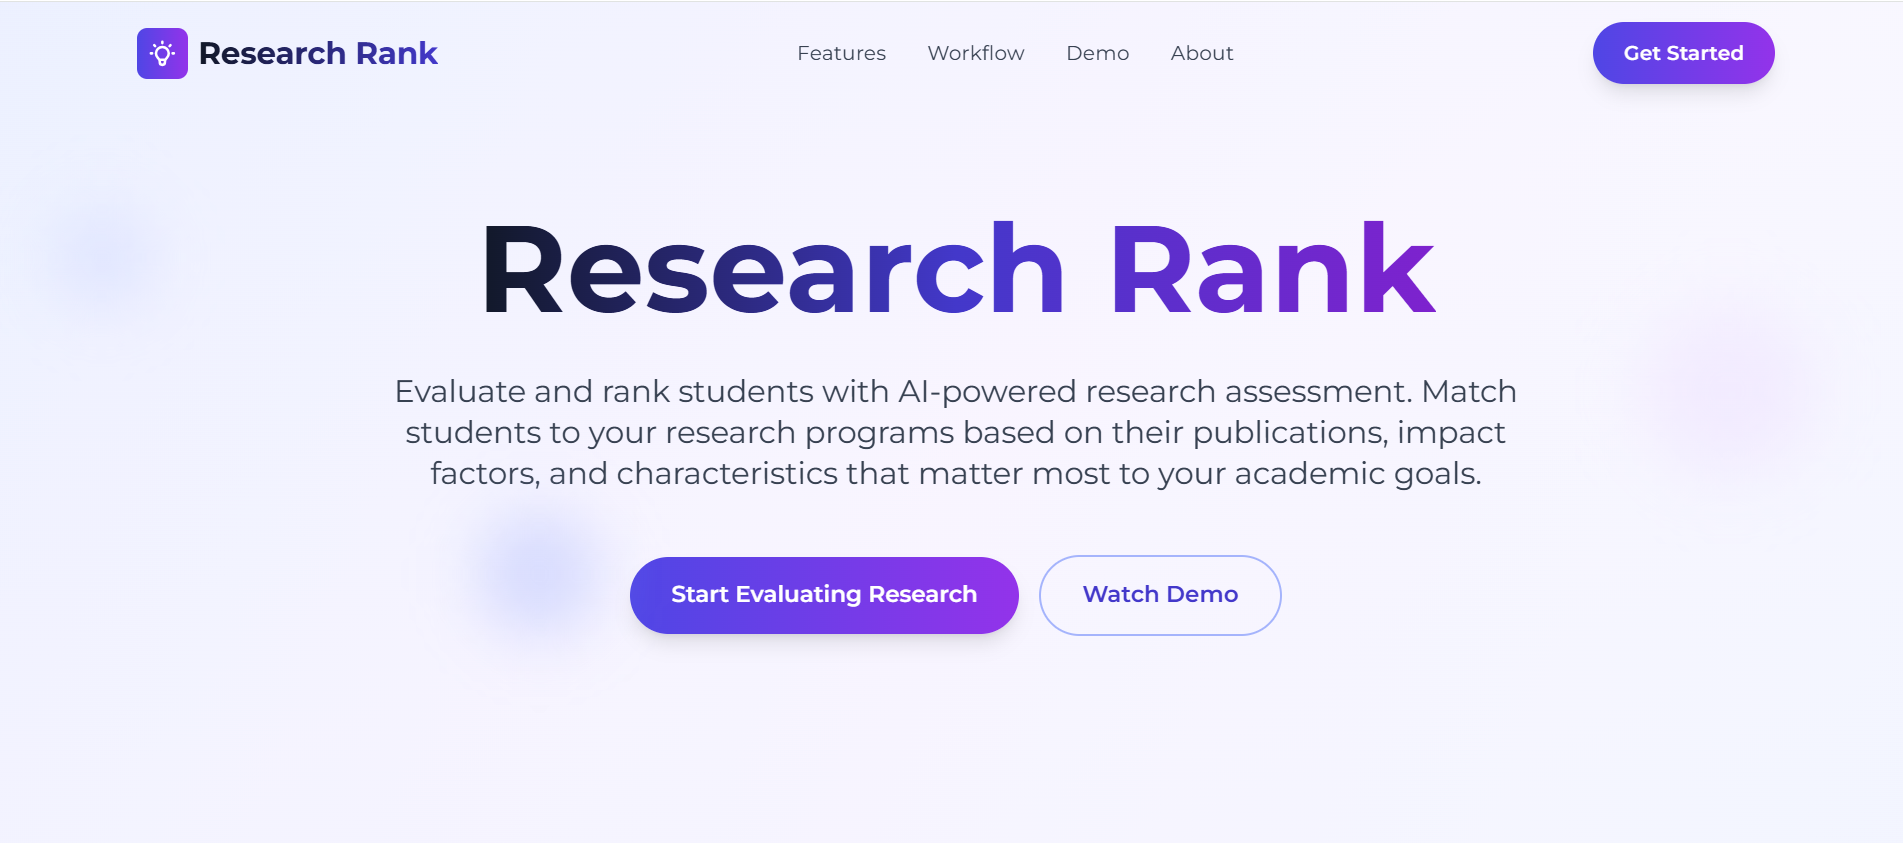 Research Rank
Features
Workflow
Demo
About
Get Started
Research Rank
Evaluate and rank students with AI-powered research assessment. Match
students to your research programs based on their publications, impact
factors, and characteristics that matter most to your academic goals.
Start Evaluating Research
Watch Demo